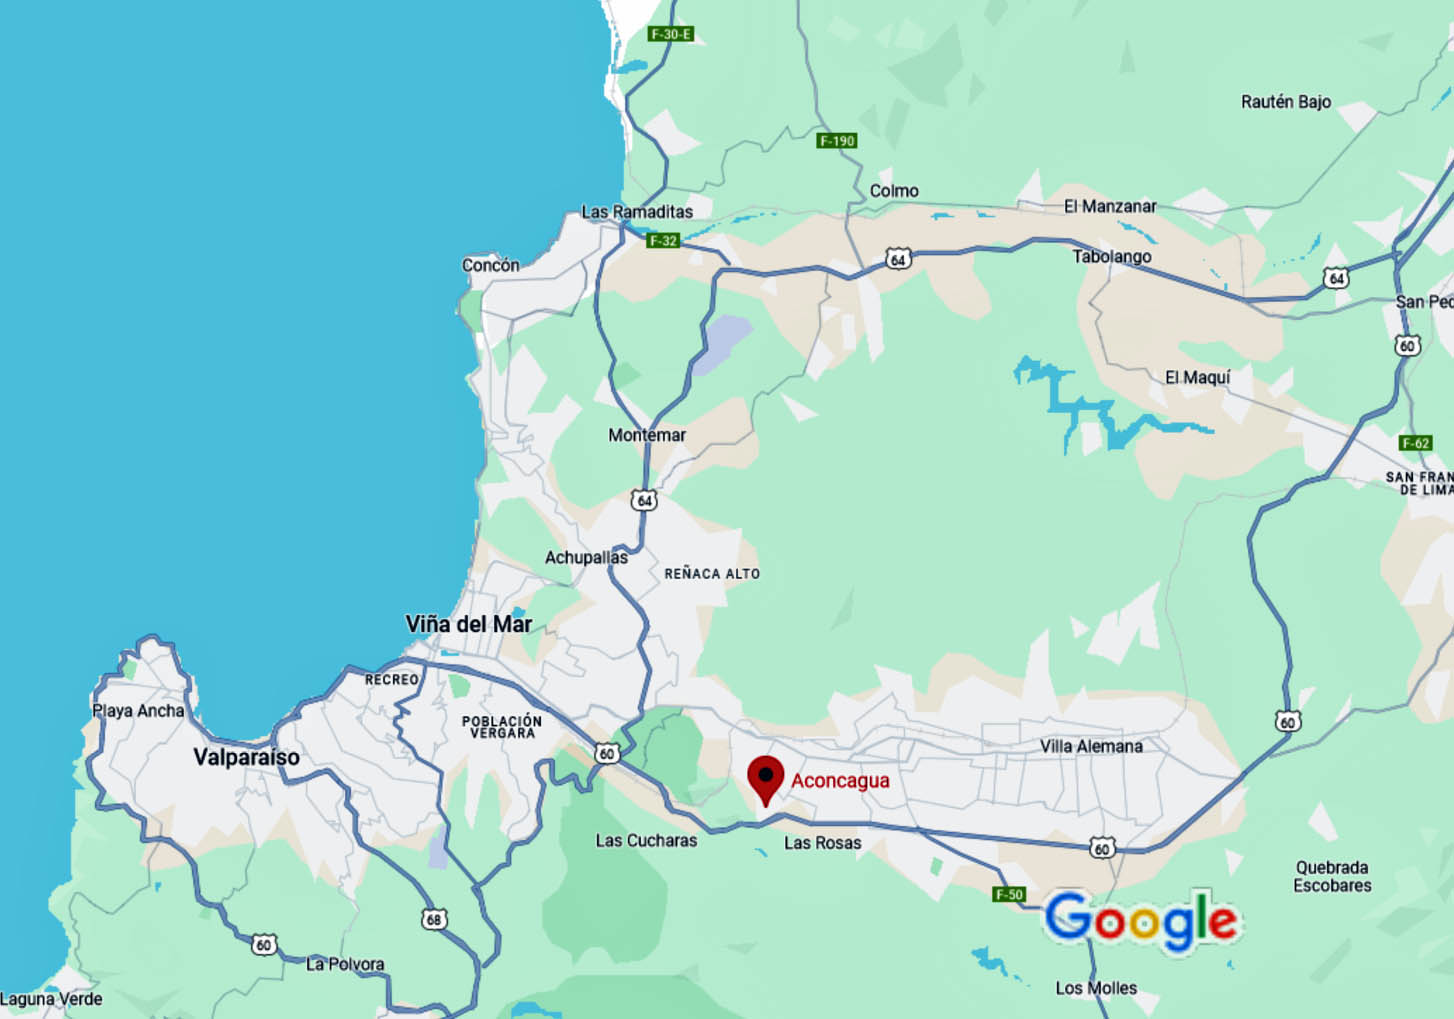 F-30-E
Rautén Bajo
F-190
Colmo
El Manzanar
Las Ramaditas
F-32
64
Tabolango
Concón
64
San Ped
60
El Maquí
Montemar
F-62
SAN FRAN
DE LIMA
64
Achupallas
REÑACA ALTO
Viña del Mar
RECREO
Playa Ancha
POBLACIÓN
VERGARA
60
Valparaíso
60
Villa Alemana
Aconcagua
Las Cucharas
Las Rosas
60
Quebrada
Escobares
F-50
68
Google
60
La Polvora
Los Molles
Laguna Verde